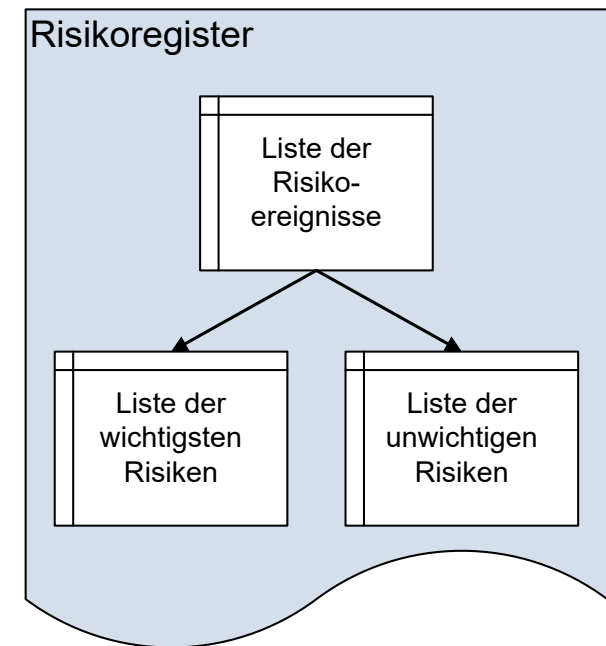 Risikoregister
Liste der
Risiko-
ereignisse
Liste der
wichtigsten
Risiken
Liste der
unwichtigen
Risiken